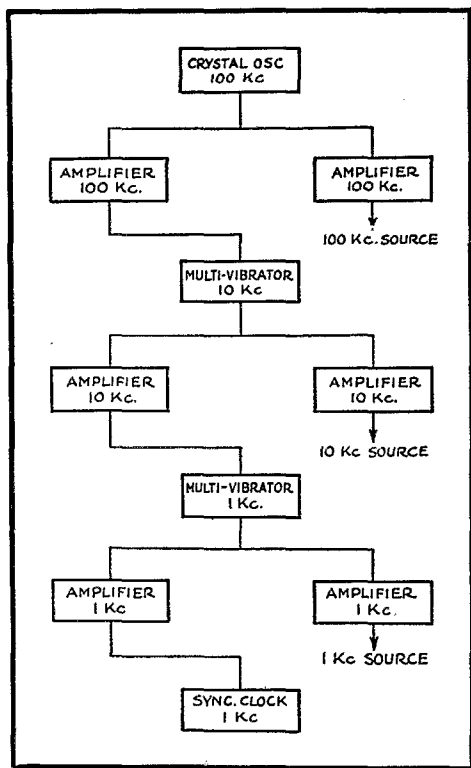 CRYSTAL OSC
100 Kc
AMPLIFIER
100 Kc.
AMPLIFIER
100 Kc.
100 Kc. SOURCE
MULTI-VIBRATOR
10 Kc
AMPLIFIER
10 Kc.
AMPLIFIER
10 Kc.
10 Kc SOURCE
MULTI-VIBRATOR
1 Kc.
AMPLIFIER
1 Kc
AMPLIFIER
1 Kc.
1 Kc SOURCE
SYNC. CLOCK
1 Kc